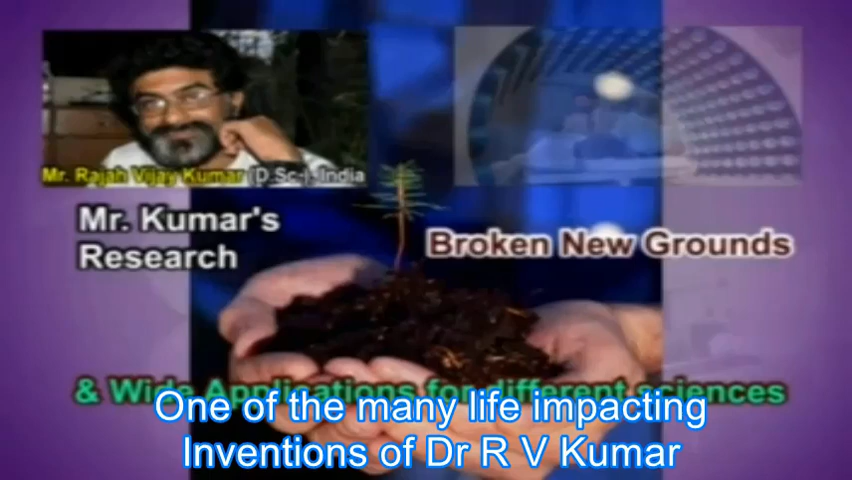 Mr. Rajah Vijay Kumar (D.Sc.), India
Mr. Kumar's
Research
Broken New Grounds
& Wide Applications for different sciences
One of the many life impacting
Inventions of Dr R V Kumar